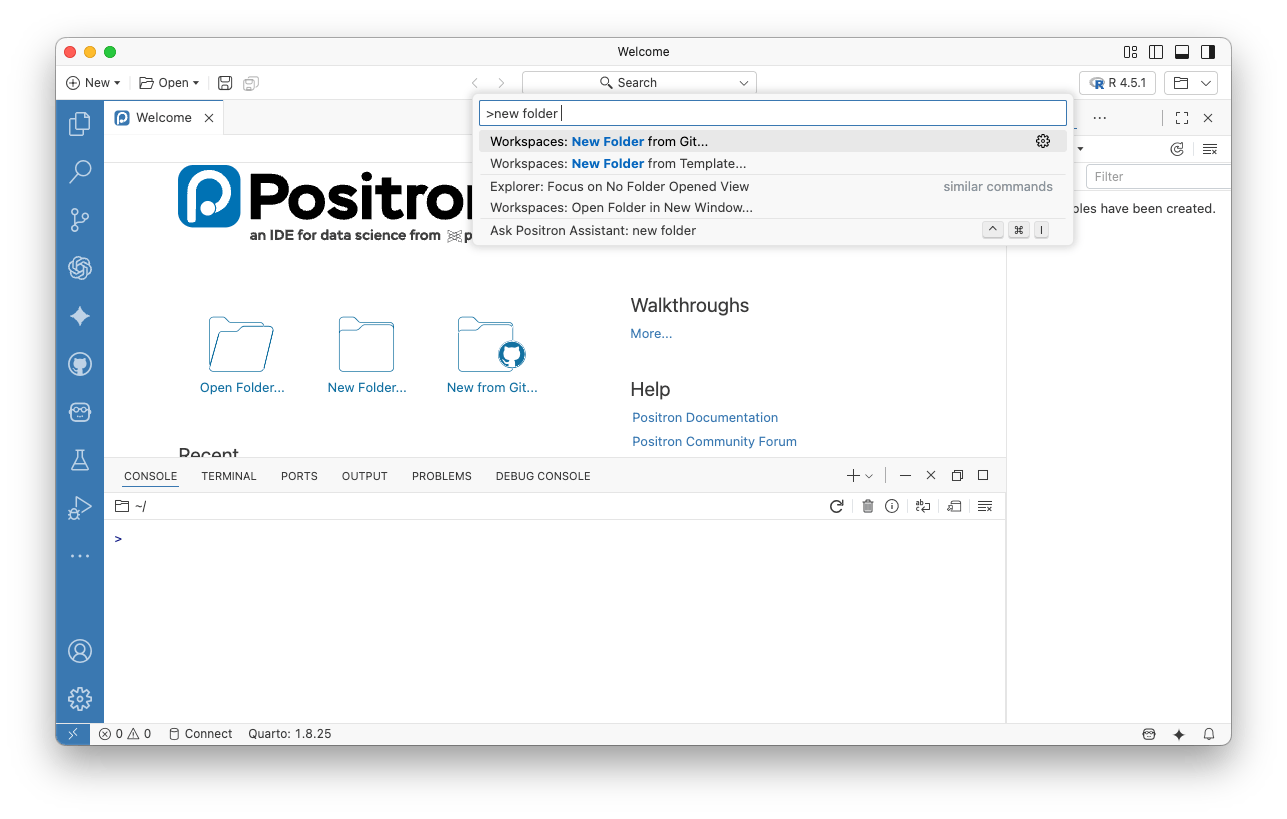 Welcome
New
Open
Search
R 4.5.1
Welcome
>new folder
Workspaces: New Folder from Git...
Workspaces: New Folder from Template...
Explorer: Focus on No Folder Opened View
similar commands
Workspaces: Open Folder in New Window...
Ask Positron Assistant: new folder
^ ⌘ I
Filter
bles have been created.
Positron
an IDE for data science from p
Open Folder...
New Folder...
New from Git...
Recent
Walkthroughs
More...
Help
Positron Documentation
Positron Community Forum
CONSOLE TERMINAL PORTS OUTPUT PROBLEMS DEBUG CONSOLE
~/
>
0 0 Connect Quarto: 1.8.25